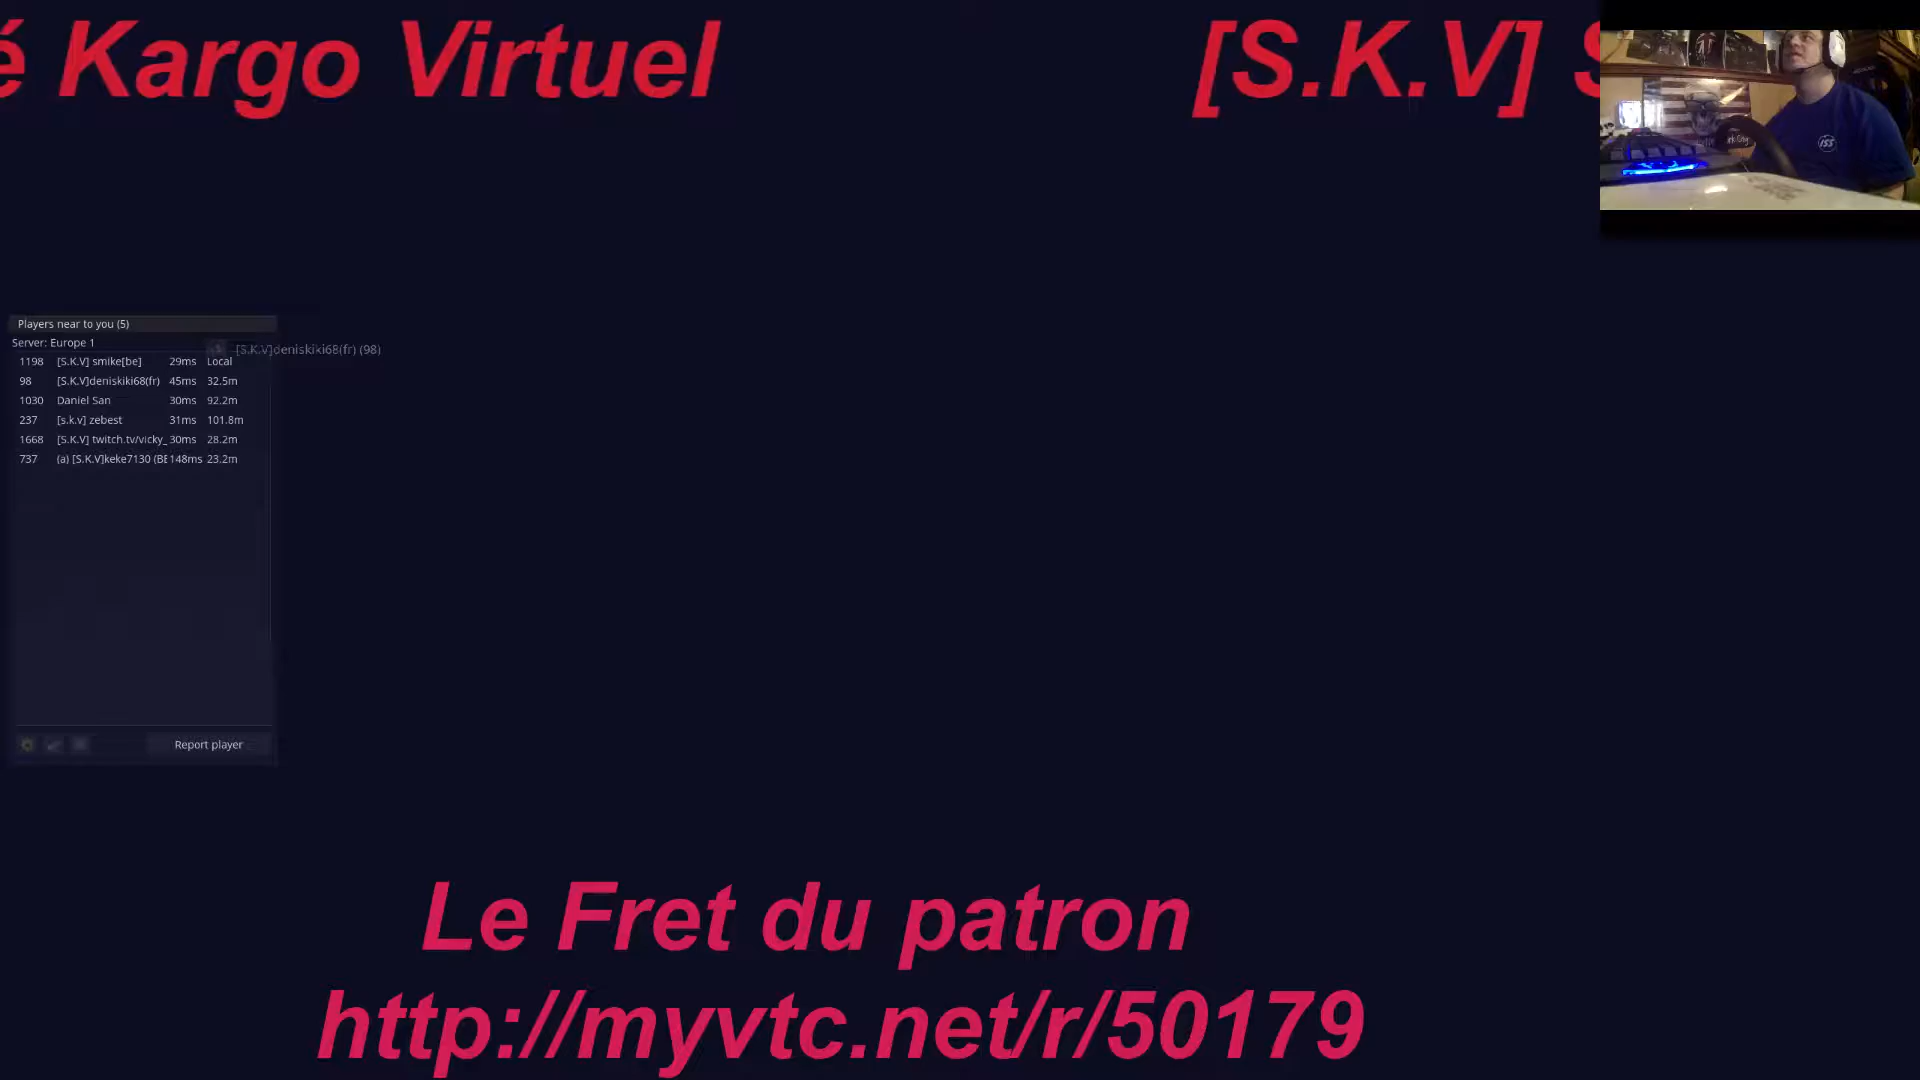 é Kargo Virtuel [S.K.V] S
ISS
Players near to you (5)
Server: Europe 1
[S.K.V]deniskiki68(fr) (98)
1198 [S.K.V] smike[be] 29ms Local
98 [S.K.V]deniskiki68(fr) 45ms 32.5m
1030 Daniel San 30ms 92.2m
237 [s.k.v] zebest 31ms 101.8m
1668 [S.K.V] twitch.tv/vicky_ 30ms 28.2m
737 (a) [S.K.V]keke7130 (BE 148ms 23.2m
Report player
Le Fret du patron
http://myvtc.net/r/50179